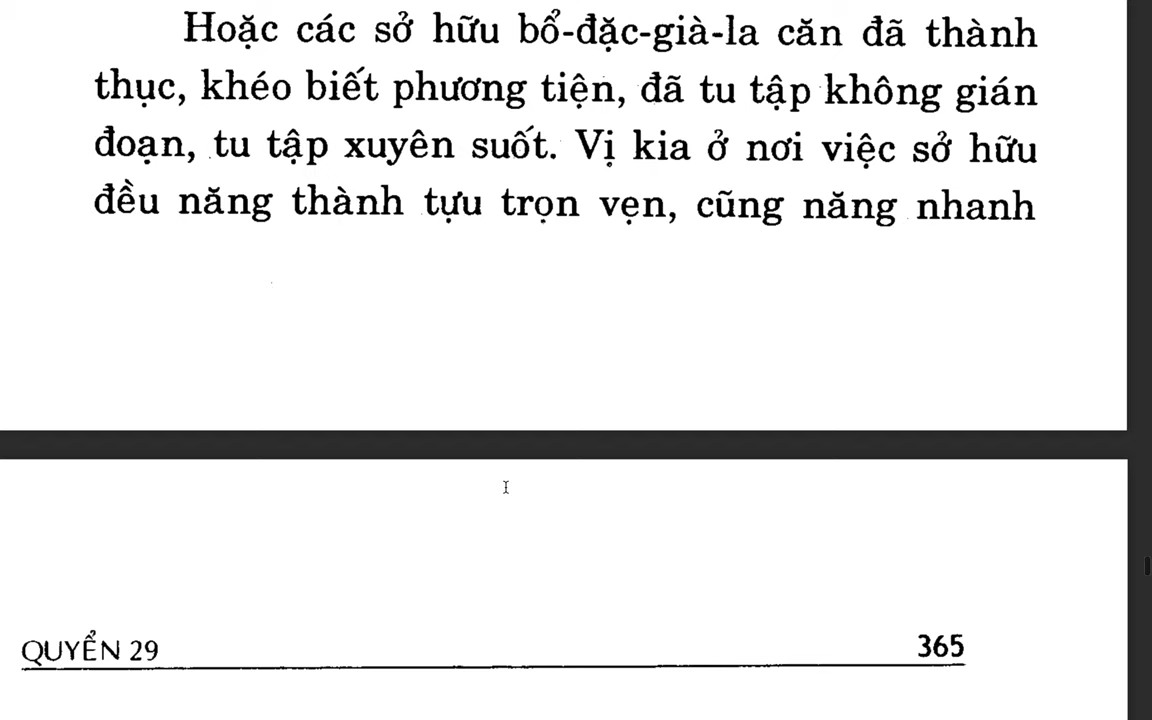 Hoặc các sở hữu bổ-đặc-già-la căn đã thành
thục, khéo biết phương tiện, đã tu tập không gián
đoạn, tu tập xuyên suốt. Vị kia ở nơi việc sở hữu
đều năng thành tựu trọn vẹn, cũng năng nhanh
QUYỂN 29 365